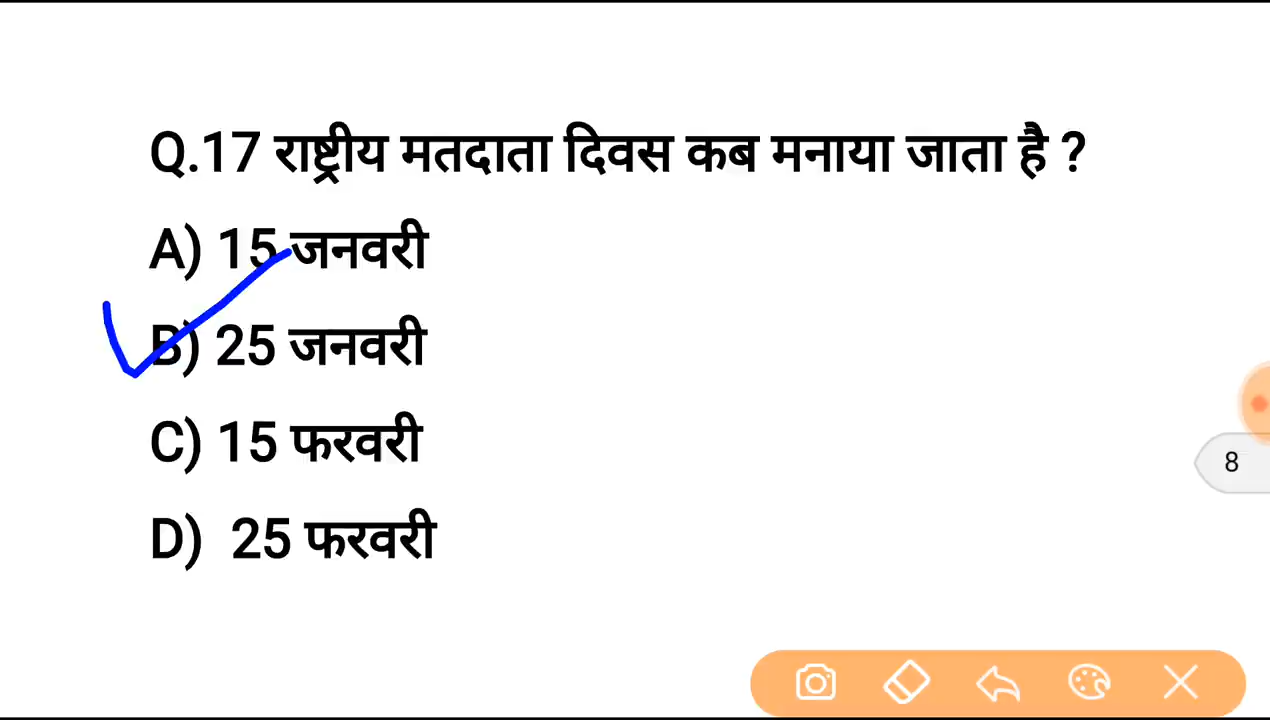 Q.17 राष्ट्रीय मतदाता दिवस कब मनाया जाता है ?
A) 15 जनवरी
B) 25 जनवरी
C) 15 फरवरी
D) 25 फरवरी
8